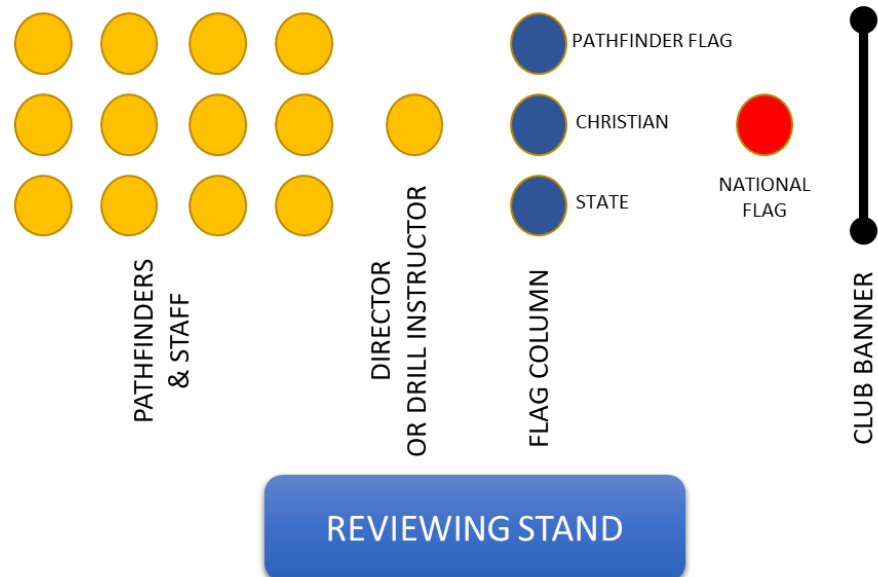 PATHFINDER FLAG
CHRISTIAN
STATE
NATIONAL
FLAG
PATHFINDERS
& STAFF
DIRECTOR
OR DRILL INSTRUCTOR
FLAG COLUMN
CLUB BANNER
REVIEWING STAND